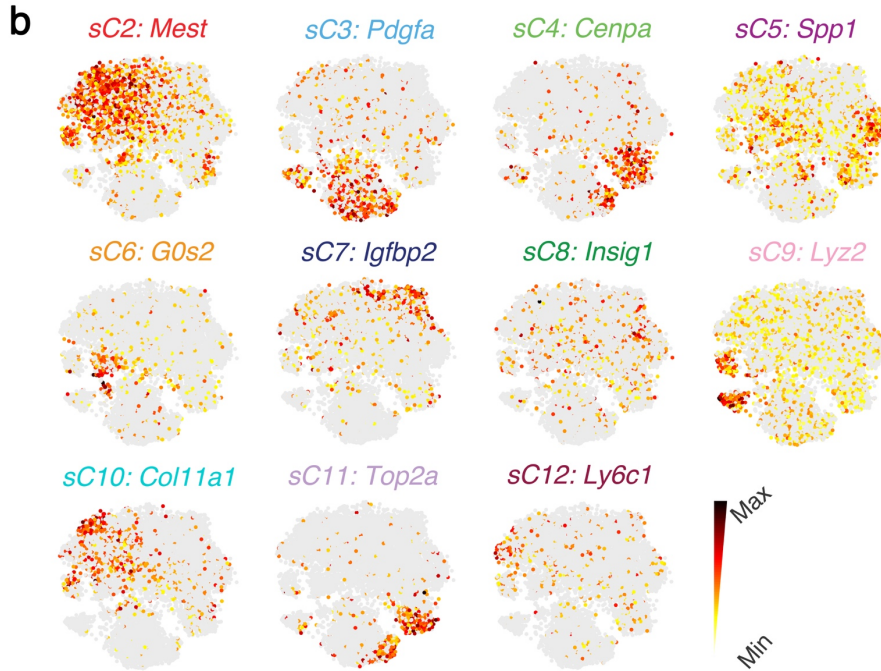 b
sC2: Mest
sC3: Pdgfa
sC4: Cenpa
sC5: Spp1
sC6: G0s2
sC7: Igfbp2
sC8: Insig1
sC9: Lyz2
sC10: Col11a1
sC11: Top2a
sC12: Ly6c1
Max
Min